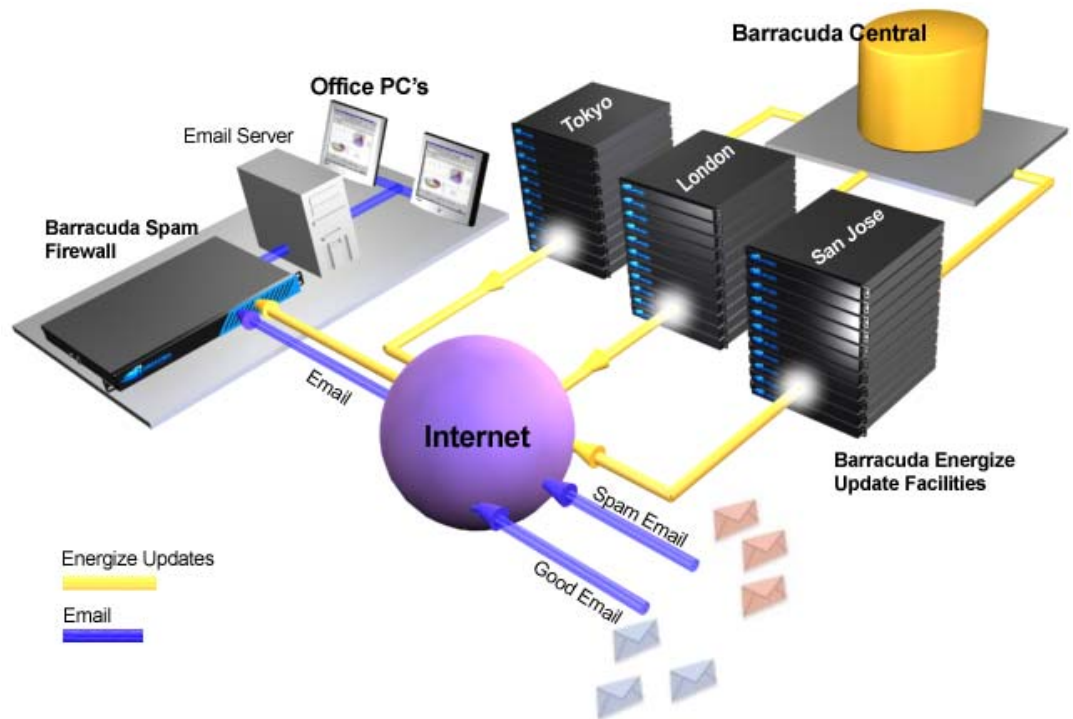 Barracuda Central
Office PC's
Email Server
Tokyo
London
San Jose
Barracuda Spam
Firewall
Email
Internet
Barracuda Energize
Update Facilities
Spam Email
Good Email
Energize Updates
Email